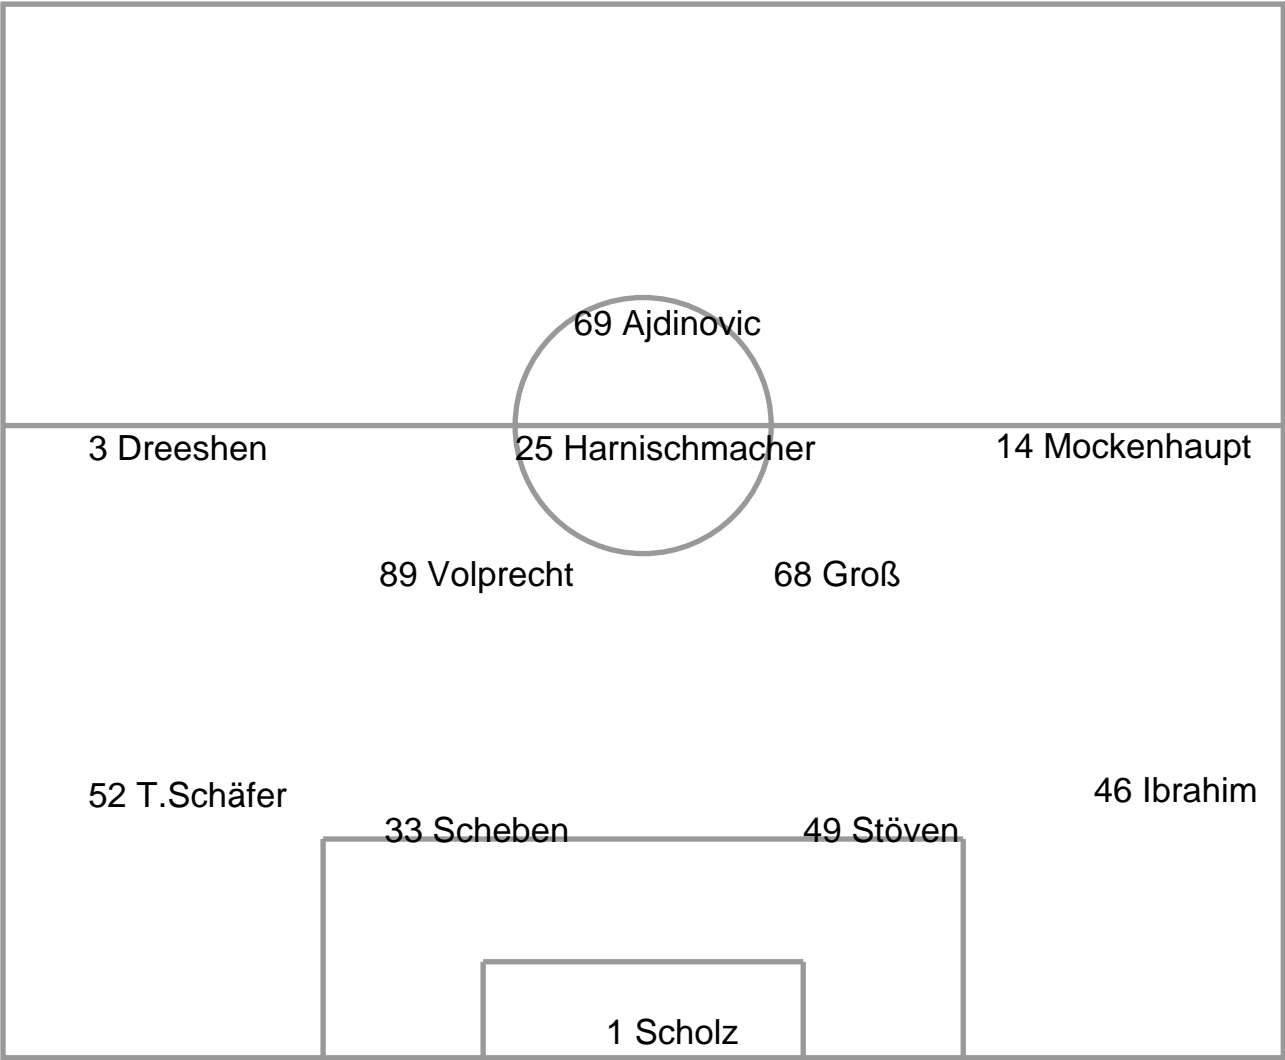 69 Ajdinovic
3 Dreeshen
25 Harnischmacher
14 Mockenhaupt
89 Volprecht
68 Groß
52 T.Schäfer
46 Ibrahim
33 Scheben
49 Stöven
1 Scholz